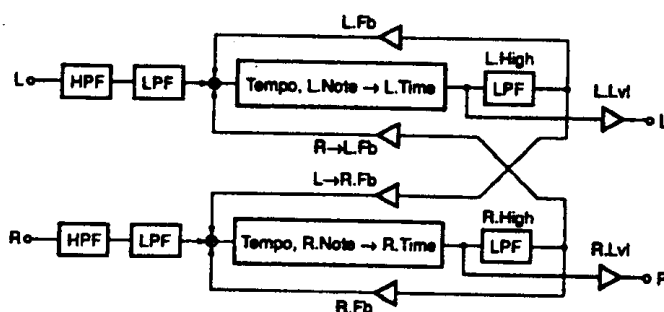 L.Fb
L.High
L HPF LPF Tempo, L.Note → L.Time LPF L.Lvl
L
R→L.Fb
L→R.Fb
R.High
R HPF LPF Tempo, R.Note → R.Time LPF R.Lvl
R
R.Fb